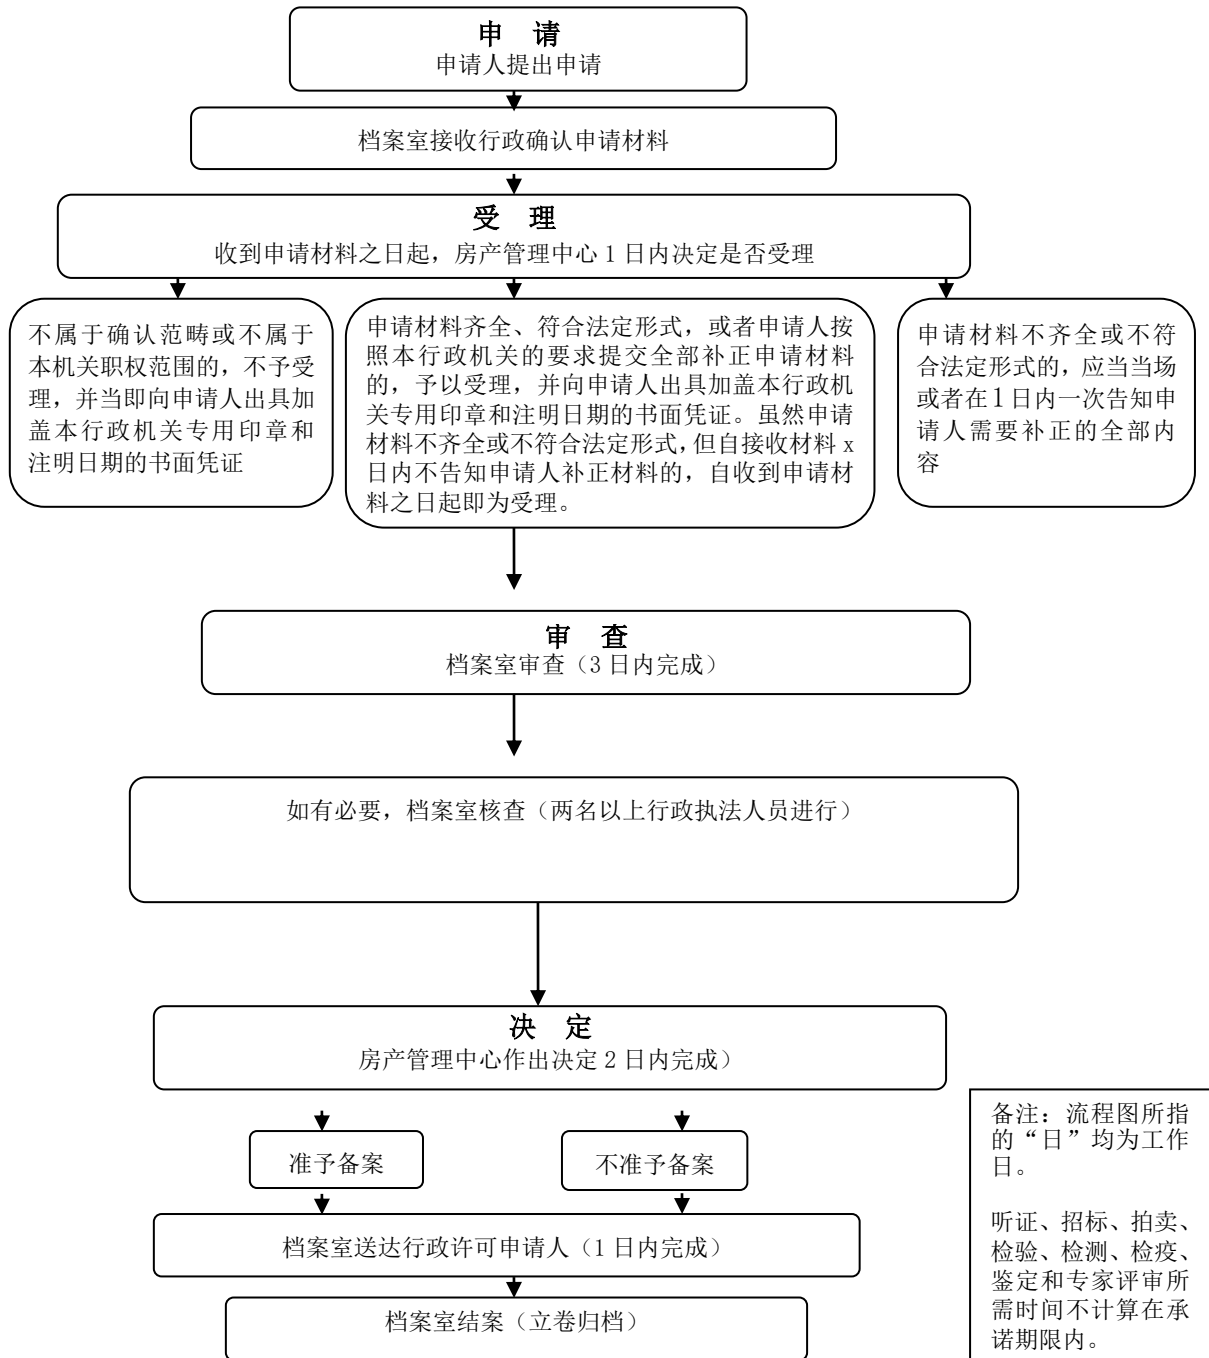 申 请
申请人提出申请
档案室接收行政确认申请材料
受 理
收到申请材料之日起，房产管理中心 1 日内决定是否受理
不属于确认范畴或不属于
本机关职权范围的，不予受
理，并当即向申请人出具加
盖本行政机关专用印章和
注明日期的书面凭证
申请材料齐全、符合法定形式，或者申请人按
照本行政机关的要求提交全部补正申请材料
的，予以受理，并向申请人出具加盖本行政机
关专用印章和注明日期的书面凭证。虽然申请
材料不齐全或不符合法定形式，但自接收材料 x
日内不告知申请人补正材料的，自收到申请材
料之日起即为受理。
申请材料不齐全或不符
合法定形式的，应当当场
或者在 1 日内一次告知申
请人需要补正的全部内
容
审 查
档案室审查（3 日内完成）
如有必要，档案室核查（两名以上行政执法人员进行）
决 定
房产管理中心作出决定 2 日内完成）
准予备案
不准予备案
档案室送达行政许可申请人（1 日内完成）
档案室结案（立卷归档）
备注：流程图所指
的“日”均为工作
日。
听证、招标、拍卖、
检验、检测、检疫、
鉴定和专家评审所
需时间不计算在承
诺期限内。